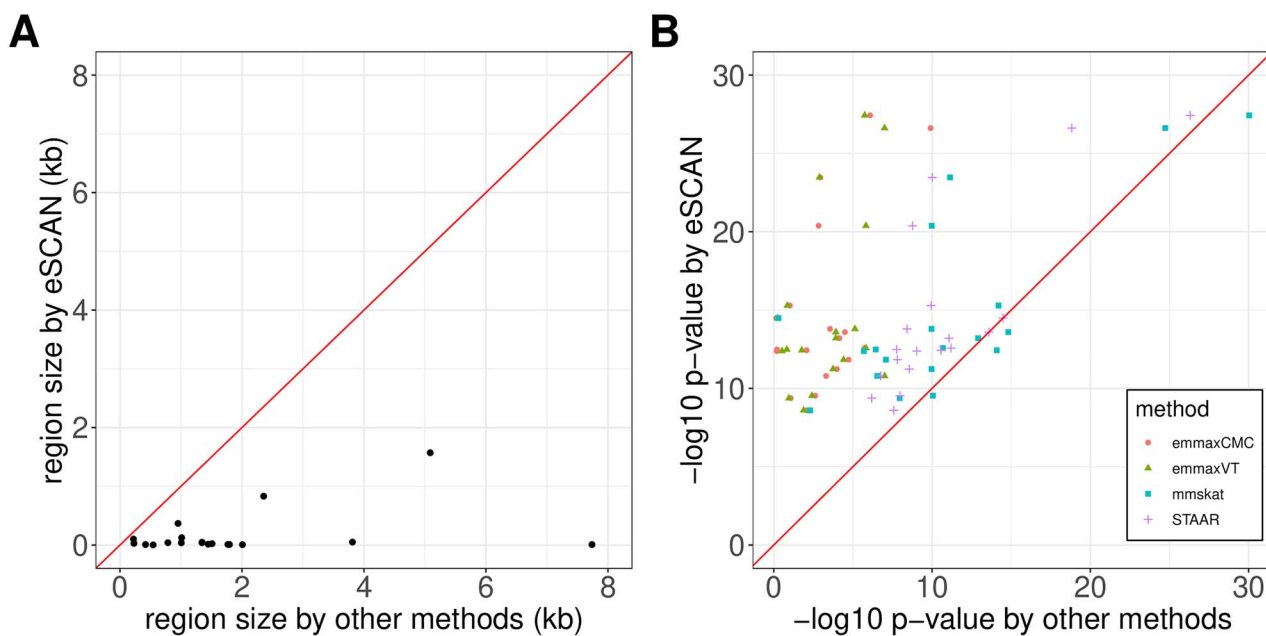 A
region size by eSCAN (kb)
8
6
4
2
0
0 2 4 6 8
region size by other methods (kb)
B
−log10 p−value by eSCAN
30
20
10
0
0 10 20 30
−log10 p−value by other methods
method
emmaxCMC
emmaxVT
mmskat
STAAR